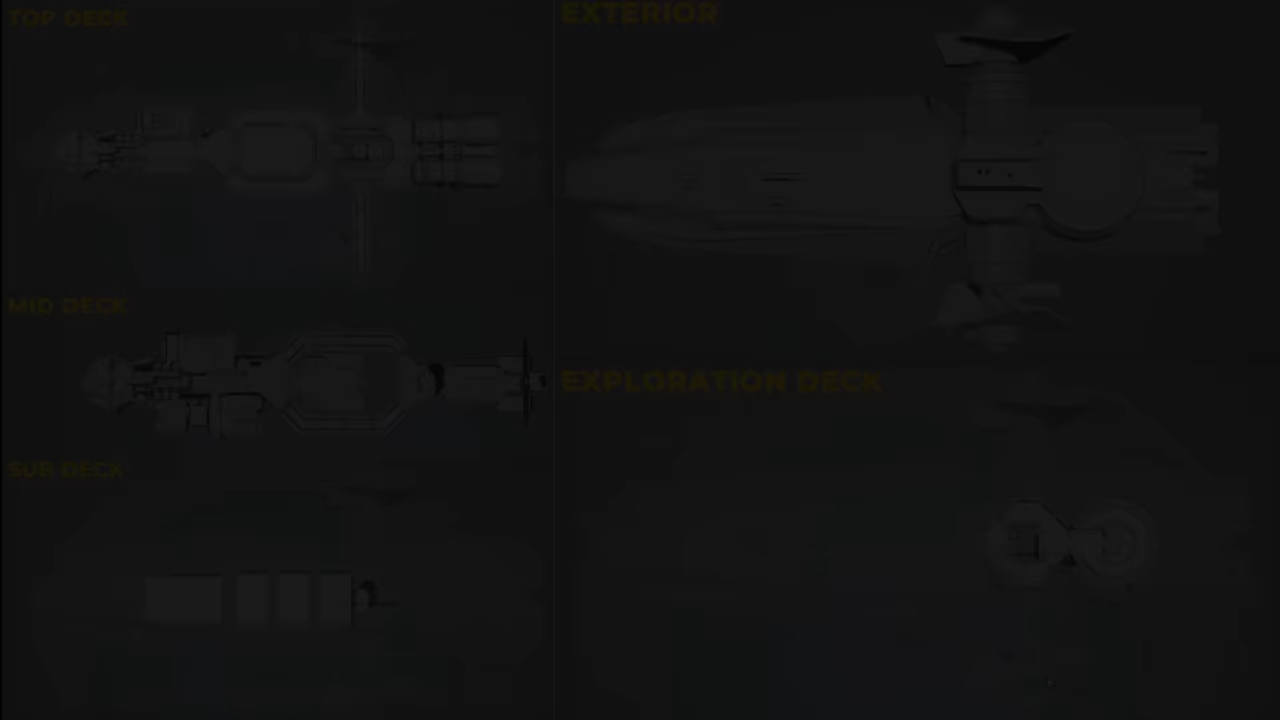 TOP DECK
MID DECK
SUB DECK
EXTERIOR
EXPLORATION DECK